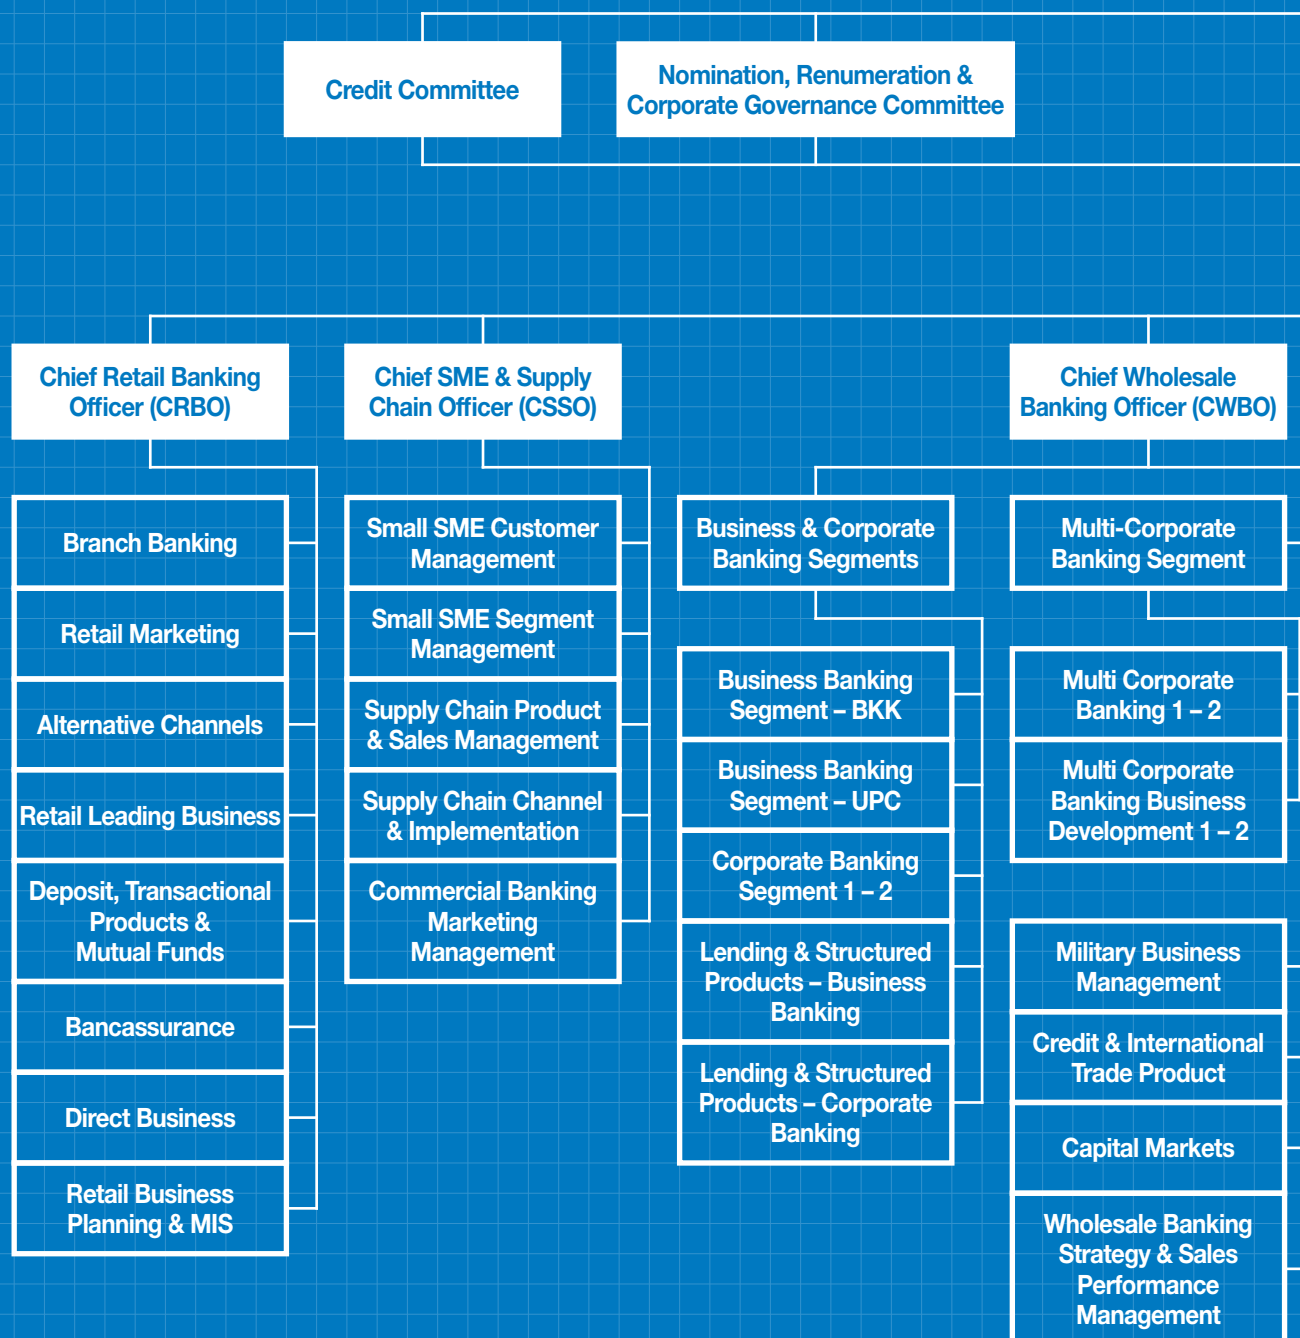 Credit Committee
Nomination, Renumeration &
Corporate Governance Committee
Chief Retail Banking
Officer (CRBO)
Chief SME & Supply
Chain Officer (CSSO)
Chief Wholesale
Banking Officer (CWBO)
Branch Banking
Retail Marketing
Alternative Channels
Retail Leading Business
Deposit, Transactional
Products &
Mutual Funds
Bancassurance
Direct Business
Retail Business
Planning & MIS
Small SME Customer
Management
Small SME Segment
Management
Supply Chain Product
& Sales Management
Supply Chain Channel
& Implementation
Commercial Banking
Marketing
Management
Business & Corporate
Banking Segments
Business Banking
Segment – BKK
Business Banking
Segment – UPC
Corporate Banking
Segment 1 – 2
Lending & Structured
Products – Business
Banking
Lending & Structured
Products – Corporate
Banking
Multi-Corporate
Banking Segment
Multi Corporate
Banking 1 – 2
Multi Corporate
Banking Business
Development 1 – 2
Military Business
Management
Credit & International
Trade Product
Capital Markets
Wholesale Banking
Strategy & Sales
Performance
Management